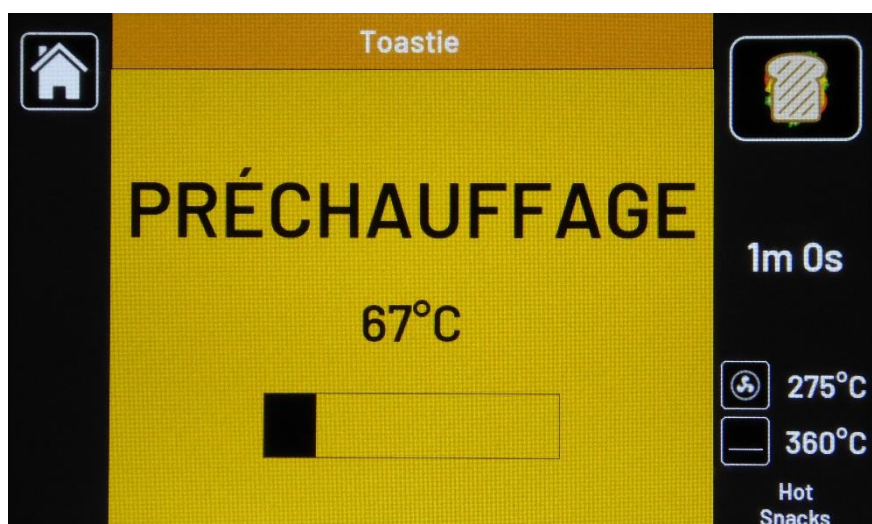 Toastie
PRÉCHAUFFAGE
67°C
1m 0s
275°C
360°C
Hot
Snacks